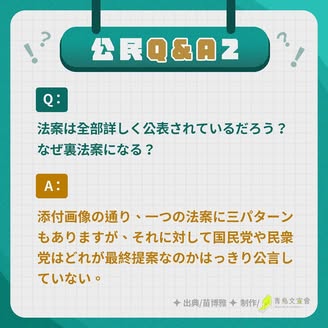 公民Q&A2
Q：
法案は全部詳しく公表されているだろう？
なぜ裏法案になる？
A：
添付画像の通り、一つの法案に三パターン
もありますが、それに対して国民党や民衆
党はどれが最終提案なのかはっきり公言し
ていない。
出典/苗博雅 制作/青鳥文宣會